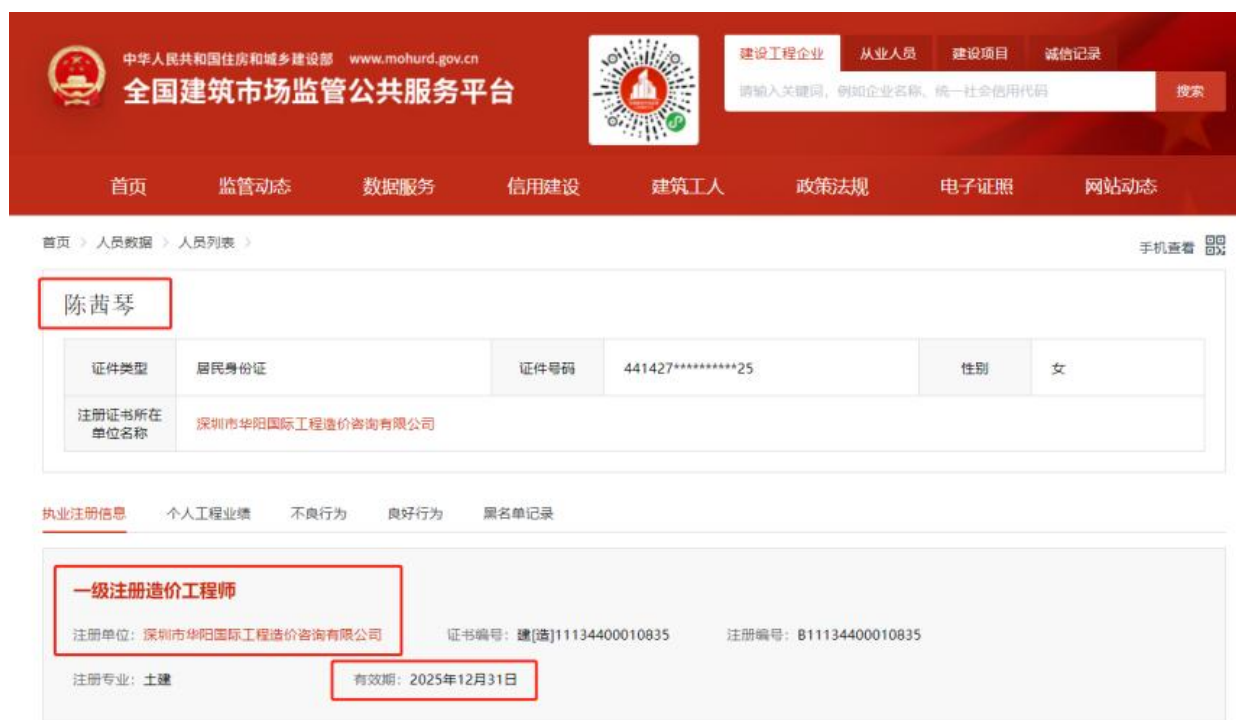 中华人民共和国住房和城乡建设部 www.mohurd.gov.cn
全国建筑市场监管公共服务平台
建设工程企业 从业人员 建设项目 诚信记录
请输入关键词，例如企业名称、统一社会信用代码 搜索
首页 监管动态 数据服务 信用建设 建筑工人 政策法规 电子证照 网站动态
首页 > 人员数据 > 人员列表 >
手机查看
陈茜琴
证件类型 居民身份证 证件号码 441427**********25 性别 女
注册证书所在
单位名称
深圳市华阳国际工程造价咨询有限公司
执业注册信息 个人工程业绩 不良行为 良好行为 黑名单记录
一级注册造价工程师
注册单位：深圳市华阳国际工程造价咨询有限公司 证书编号：建[造]11134400010835 注册编号：B11134400010835
注册专业：土建 有效期：2025年12月31日